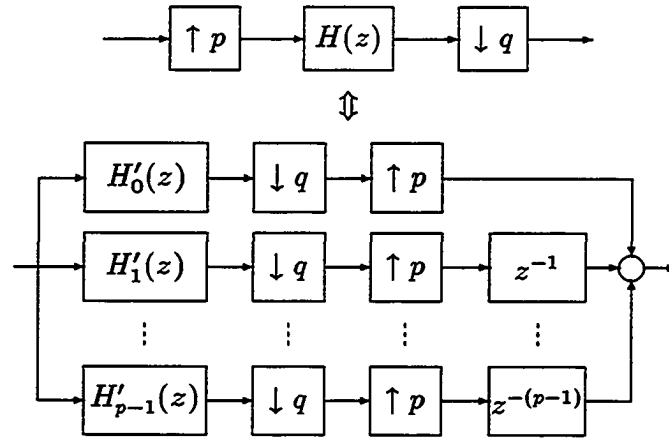 ↑ p H(z) ↓ q
⇕
H′₀(z) ↓ q ↑ p
H′₁(z) ↓ q ↑ p z⁻¹
⋮ ⋮ ⋮ ⋮
H′ₚ₋₁(z) ↓ q ↑ p z⁻⁽ᵖ⁻¹⁾